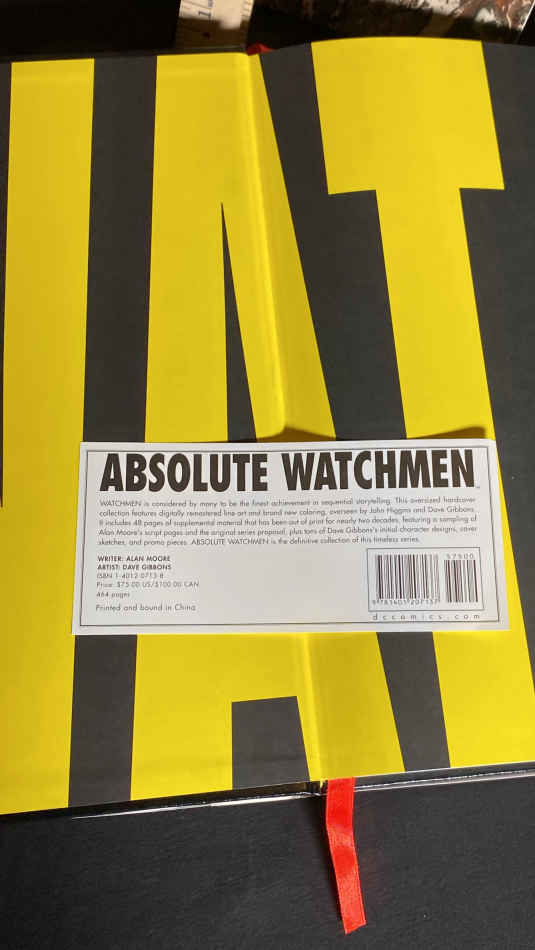 AT
ABSOLUTE WATCHMEN™
WATCHMEN is considered by many to be the finest achievement in sequential storytelling. This oversized hardcover
collection features digitally remastered line art and brand new coloring, overseen by John Higgins and Dave Gibbons.
It includes 48 pages of supplemental material that has been out of print for nearly two decades, featuring a sampling of
Alan Moore's script pages and the original series proposal, plus tons of Dave Gibbons's initial character designs, cover
sketches, and promo pieces. ABSOLUTE WATCHMEN is the definitive collection of this timeless series.
WRITER: ALAN MOORE
ARTIST: DAVE GIBBONS
ISBN 1-4012-0713-8
Price: $75.00 US/$100.00 CAN
464 pages
Printed and bound in China
57500
9781401207137
dccomics.com